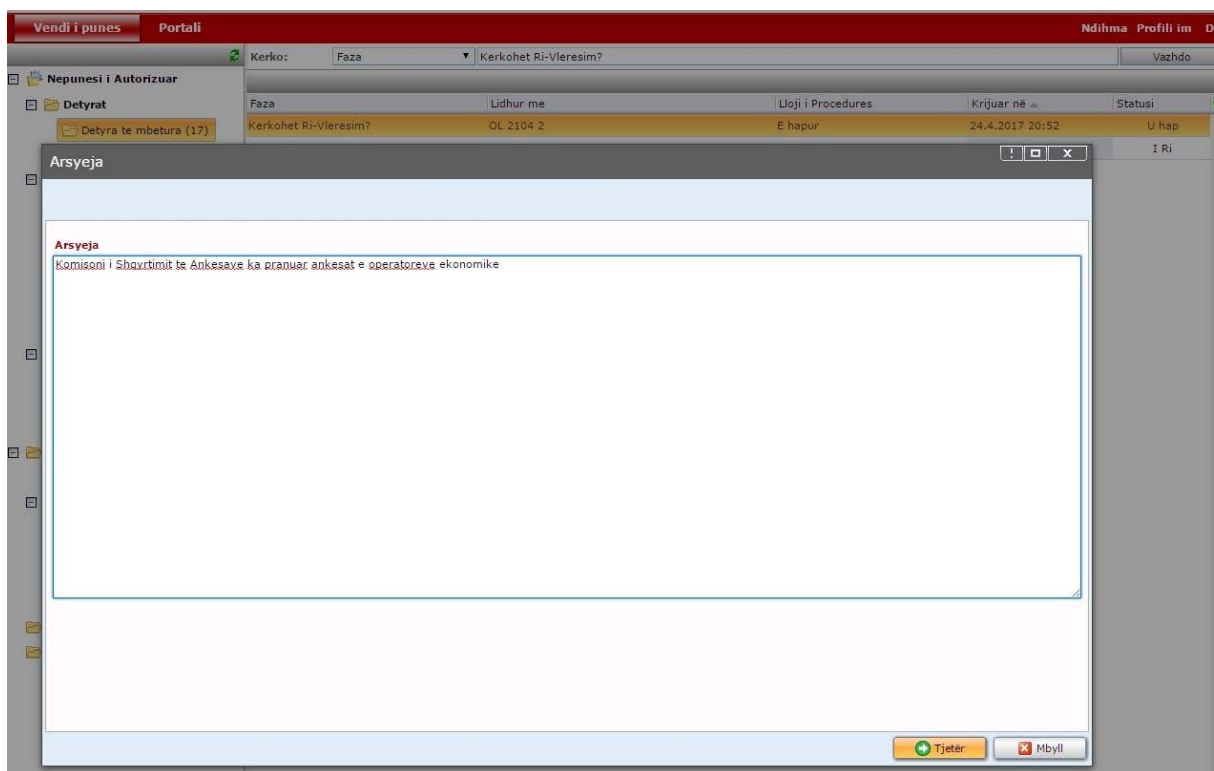 Vendi i punes Portali Ndihma Profili im D
Kerko: Faza Kerkohet Ri-Vleresim? Vazhdo
Nepunesi i Autorizuar
Detyrat Faza Lidhur me Lloji i Procedures Krijuar në Statusi
Detyra te mbetura (17) Kerkohet Ri-Vleresim? OL 2104 2 E hapur 24.4.2017 20:52 U hap
Arsyeja I Ri
Arsyeja
Komisoni i Shqyrtimit te Ankesave ka pranuar ankesat e operatoreve ekonomike
Tjetër Mbyll